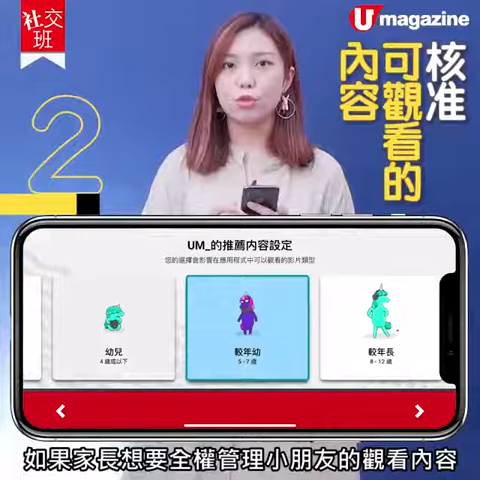 社交班
U magazine
2
核准
可觀看的
內容
UM_的推薦内容設定
您的選擇會影響在應用程式中可以觀看的影片類型
幼兒
4 歲或以下
較年幼
5 - 7 歲
較年長
8 - 12 歲
如果家長想要全權管理小朋友的觀看內容